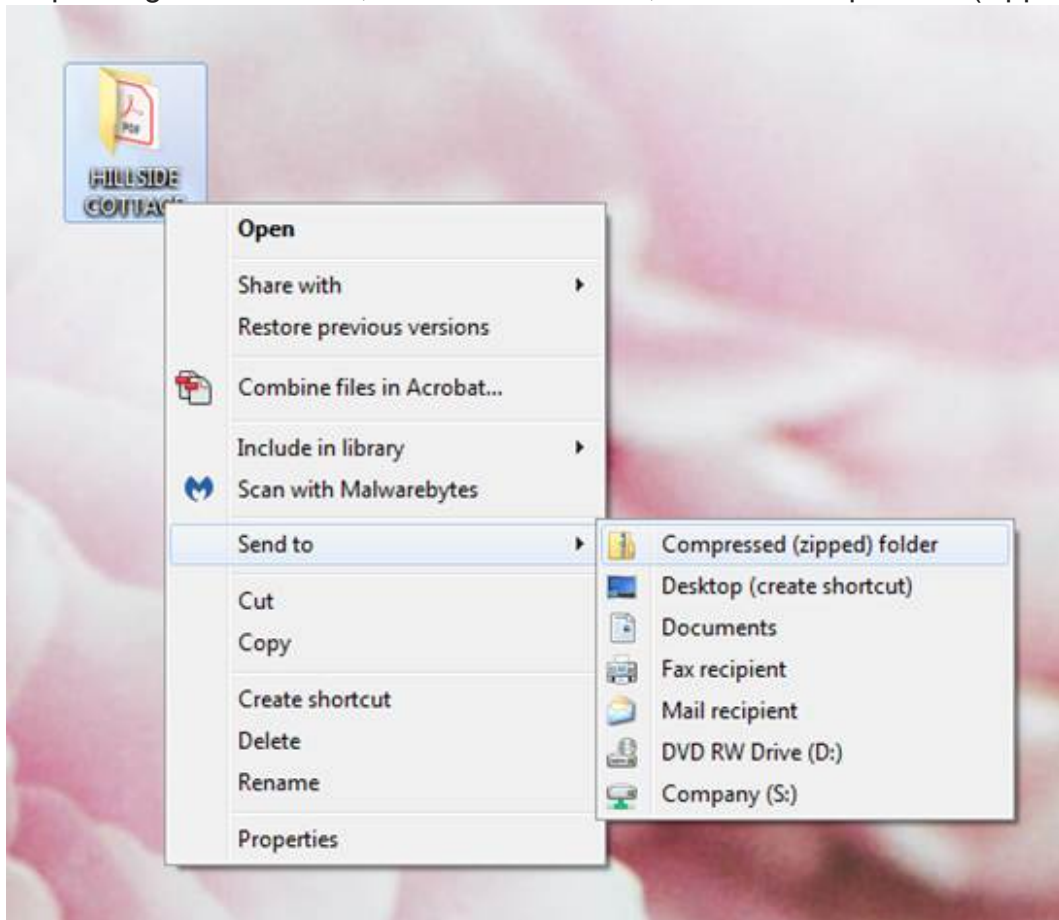 PDF
HILLSIDE
Open
Share with
Restore previous versions
Combine files in Acrobat...
Include in library
Scan with Malwarebytes
Send to
Compressed (zipped) folder
Desktop (create shortcut)
Cut
Documents
Copy
Fax recipient
Create shortcut
Mail recipient
Delete
DVD RW Drive (D:)
Rename
Company (S:)
Properties